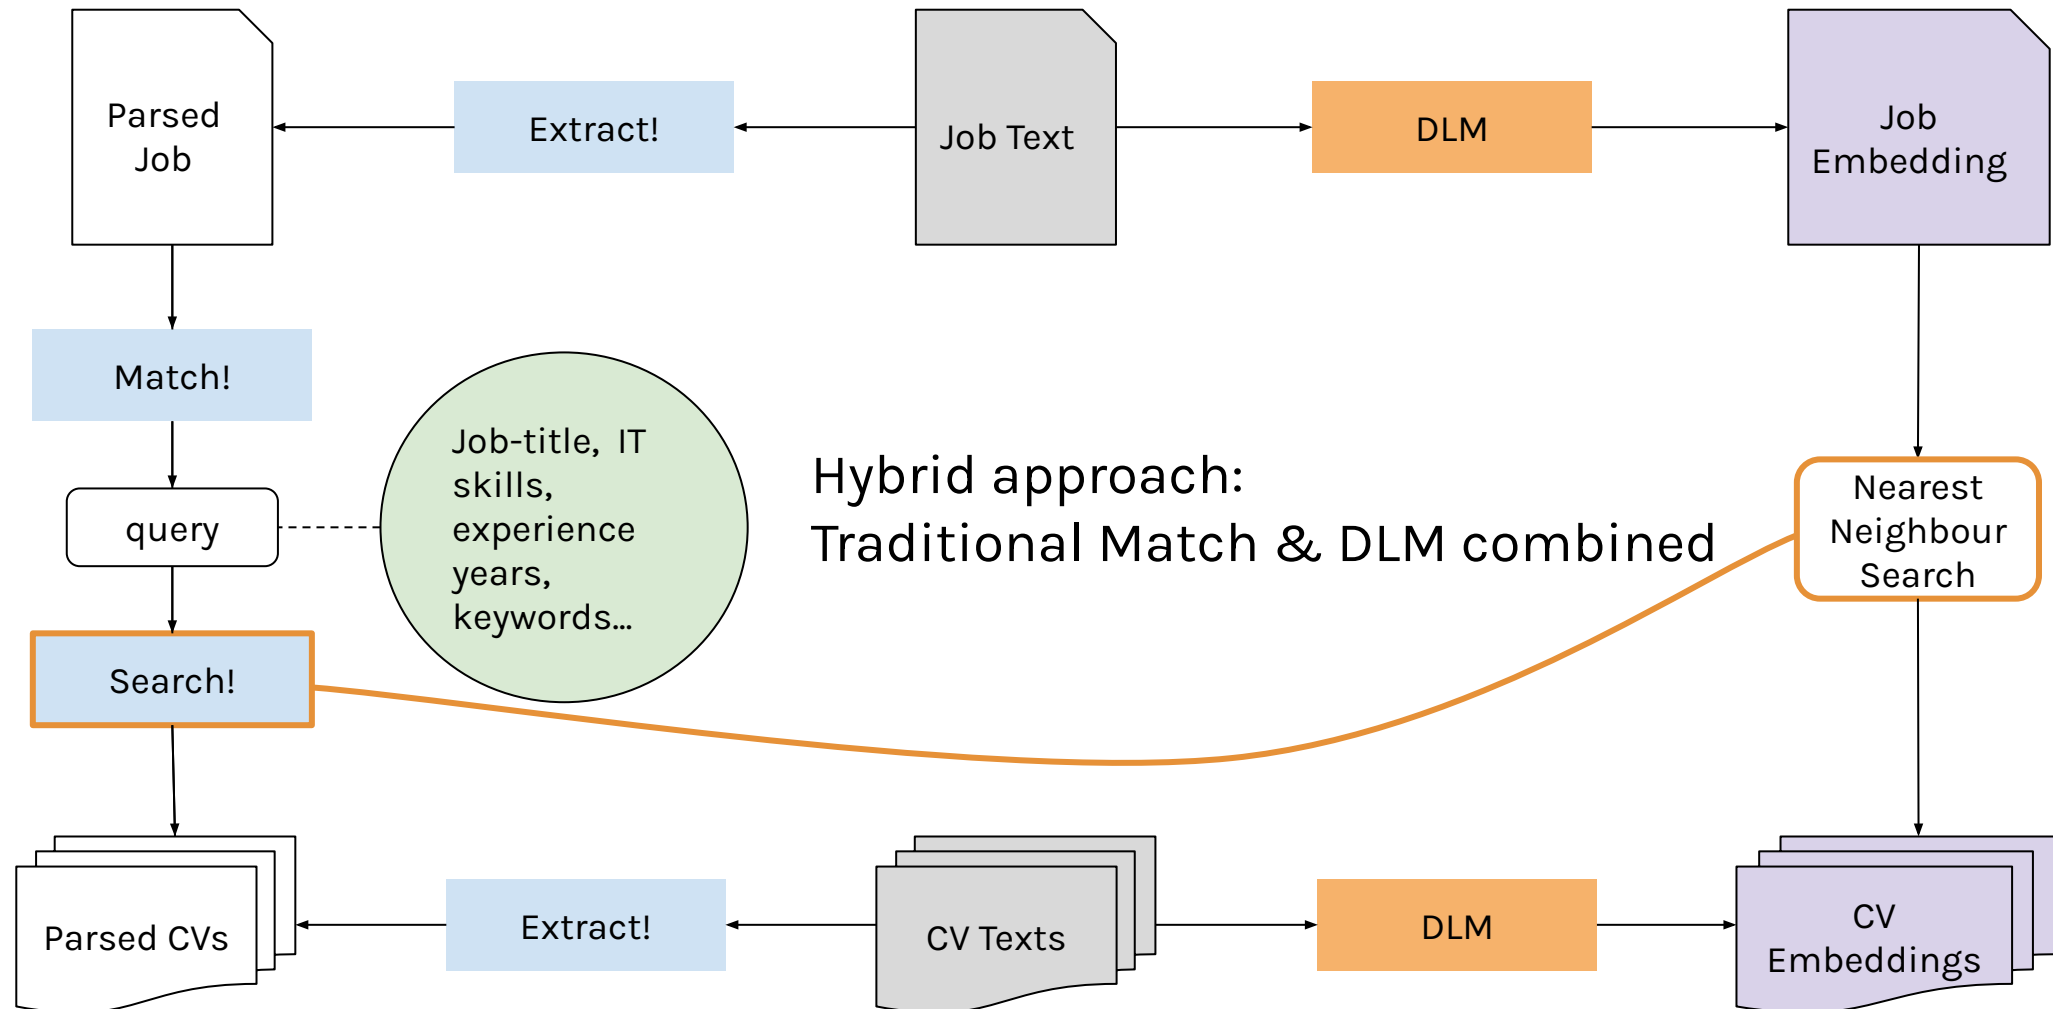 Parsed
Job
Extract!
Job Text
DLM
Job
Embedding
Match!
query
Job-title, IT
skills,
experience
years,
keywords...
Hybrid approach:
Traditional Match & DLM combined
Nearest
Neighbour
Search
Search!
Parsed CVs
Extract!
CV Texts
DLM
CV
Embeddings